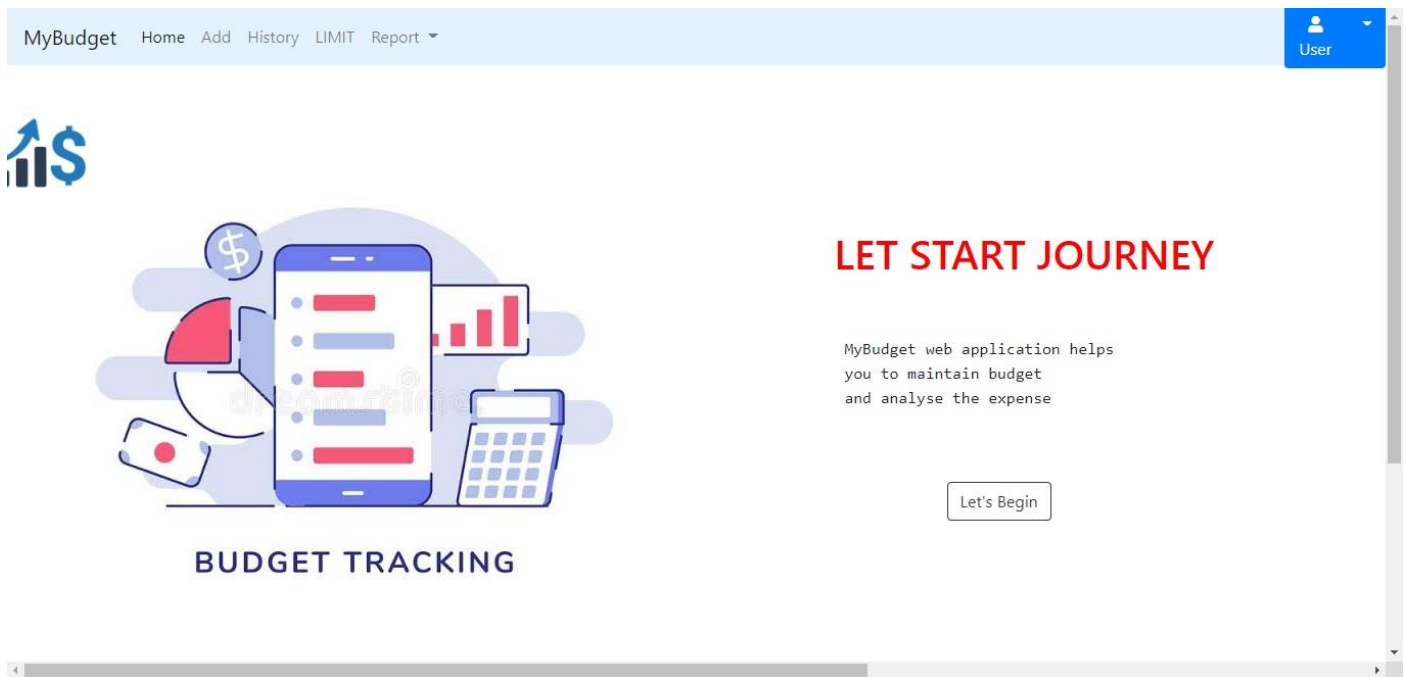 MyBudget Home Add History LIMIT Report
User
$
$
LET START JOURNEY
MyBudget web application helps
you to maintain budget
and analyse the expense
dreamstime
Let's Begin
BUDGET TRACKING